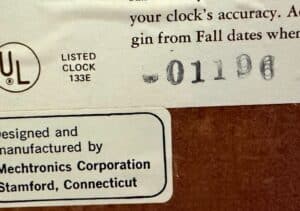 your clock's accuracy. A
gin from Fall dates when
UL
LISTED
CLOCK
133E
01196
esigned and
manufactured by
Mechtronics Corporation
Stamford, Connecticut